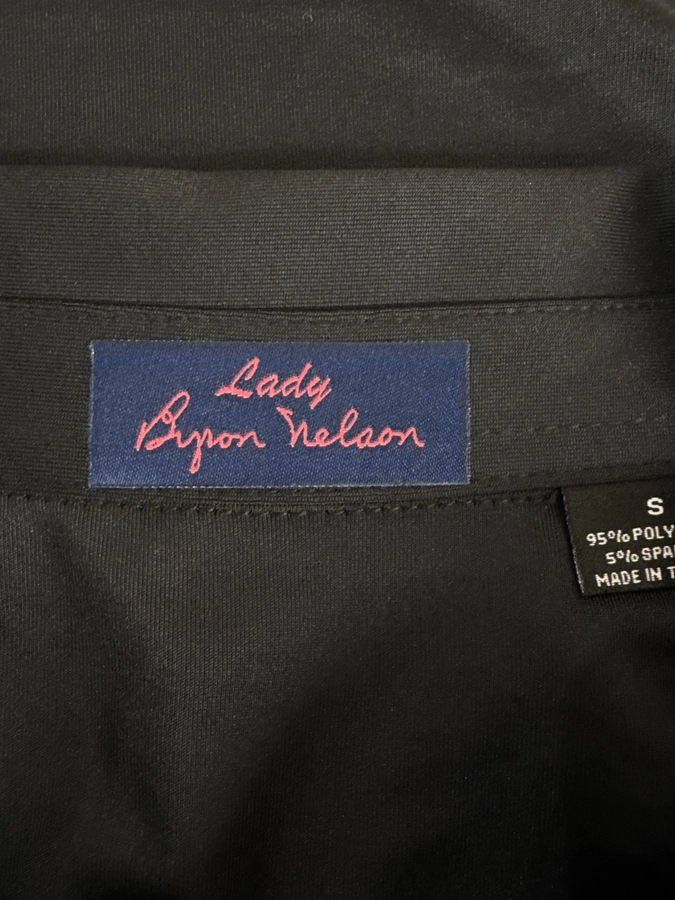 Lady
Byron Nelson
S
95% POLY
5% SPA
MADE IN T